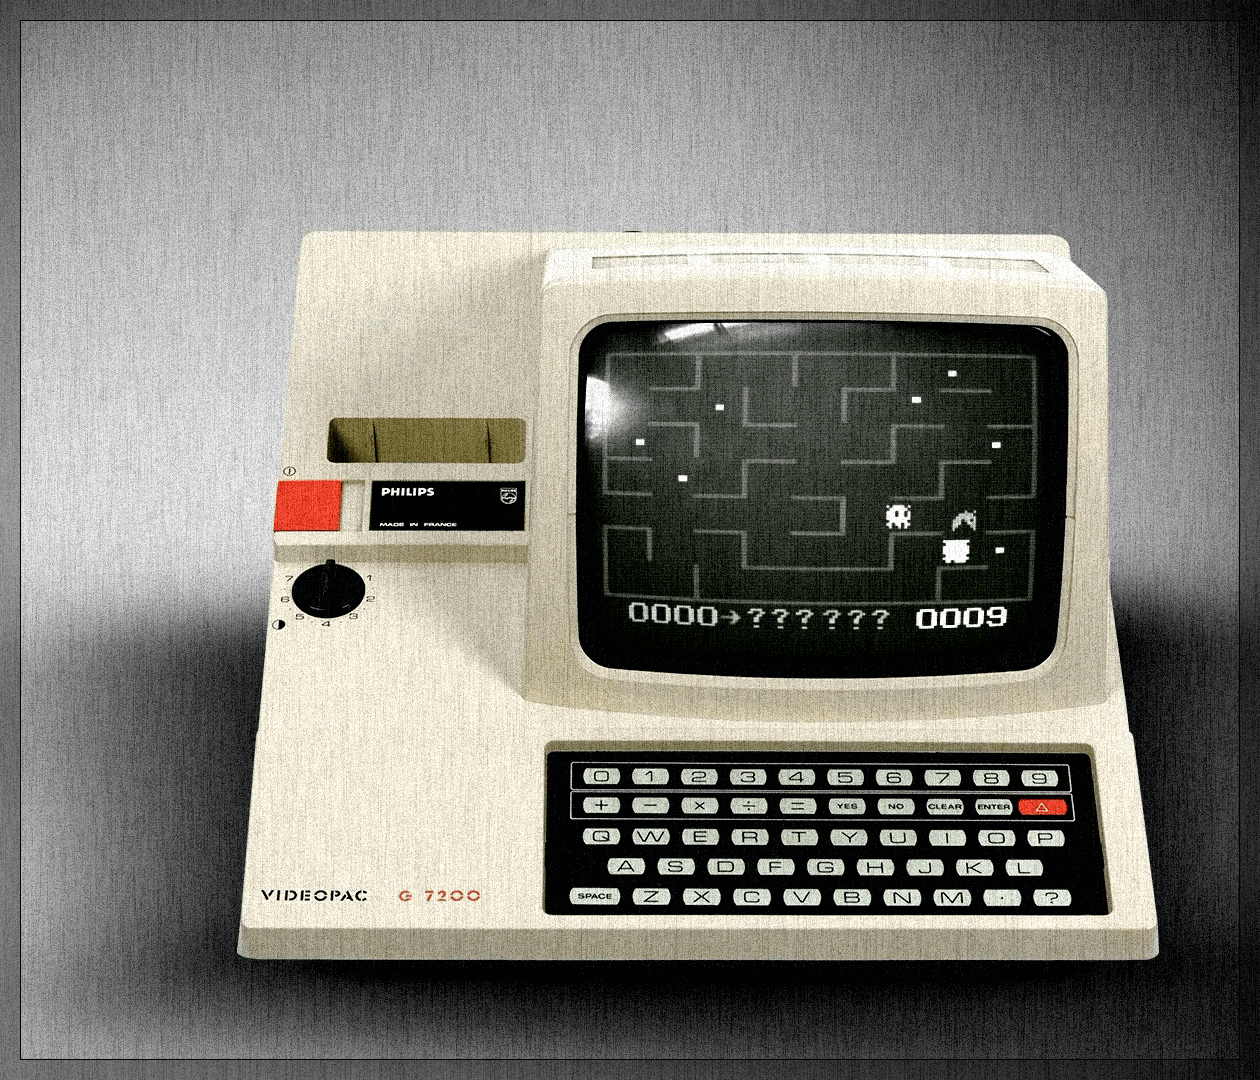 PHILIPS
MADE IN FRANCE
7 1
6 2
5 4 3
0000→?????? 0009
0 1 2 3 4 5 6 7 8 9
+ − × ÷ = YES NO CLEAR ENTER △
Q W E R T Y U I O P
A S D F G H J K L
SPACE Z X C V B N M . ?
VIDEOPAC G 7200